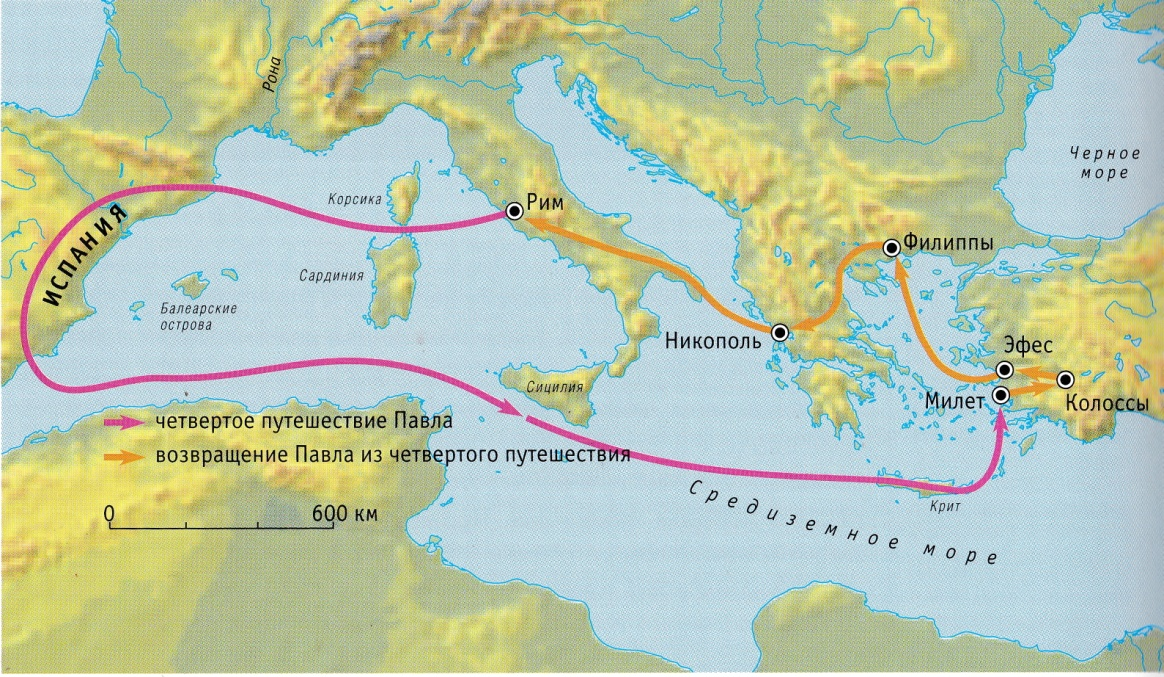 Рона
Черное
море
Корсика
Рим
ИСПАНИЯ
Филиппы
Сардиния
Балеарские
острова
Никополь
Эфес
Сицилия
Милет
Колоссы
четвертое путешествие Павла
возвращение Павла из четвертого путешествия
Средиземное море
Крит
0 600 км